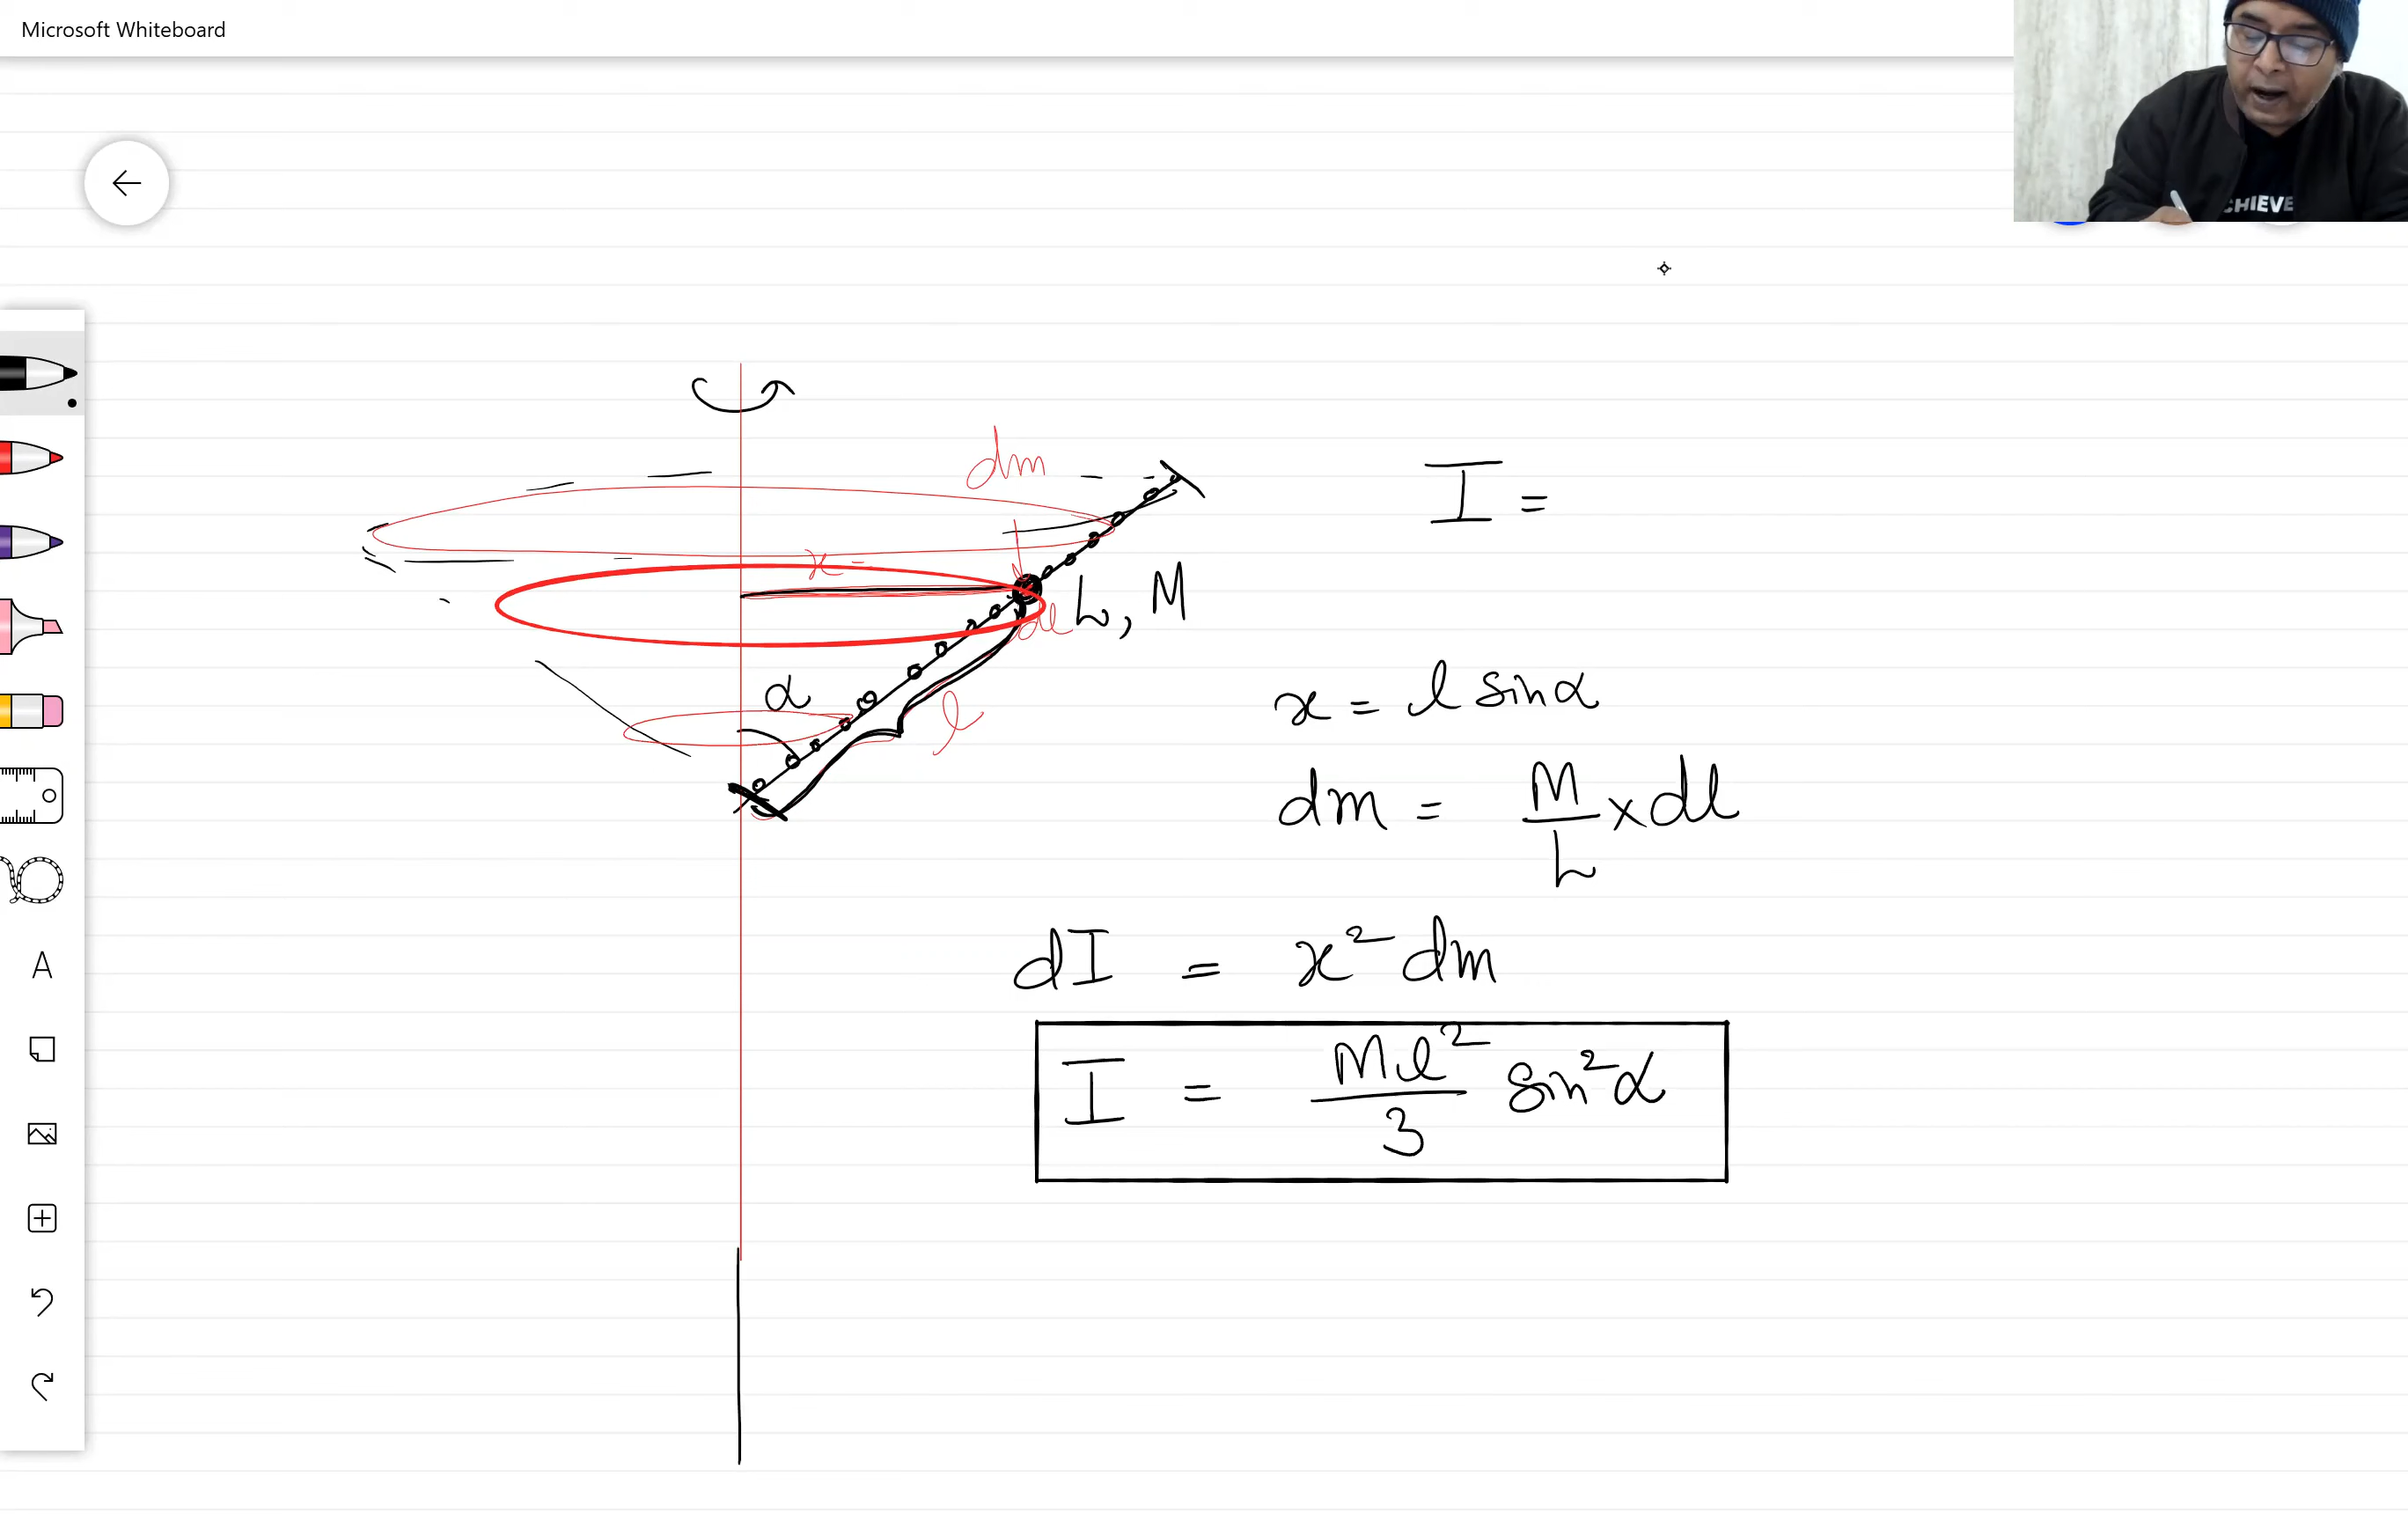 Microsoft Whiteboard
CHIEVE
dm
I =
x =
dl
L, M
α
l
x = l sinα
dm = M/L × dl
dI = x² dm
I = Ml²/3 sin²α
A